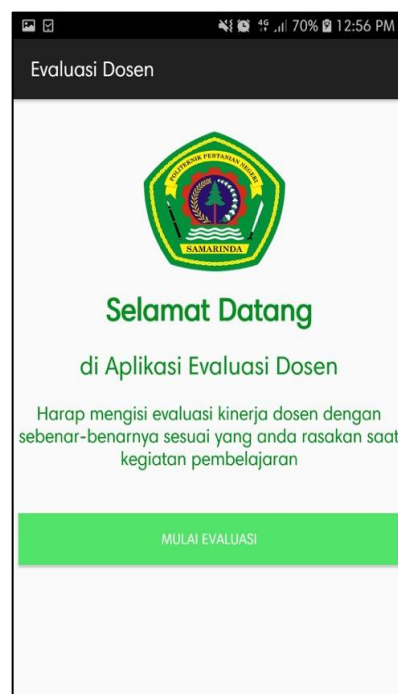 4G 70% 12:56 PM
Evaluasi Dosen
POLITEKNIK PERTANIAN NEGERI
SAMARINDA
Selamat Datang
di Aplikasi Evaluasi Dosen
Harap mengisi evaluasi kinerja dosen dengan
sebenar-benarnya sesuai yang anda rasakan saat
kegiatan pembelajaran
MULAI EVALUASI